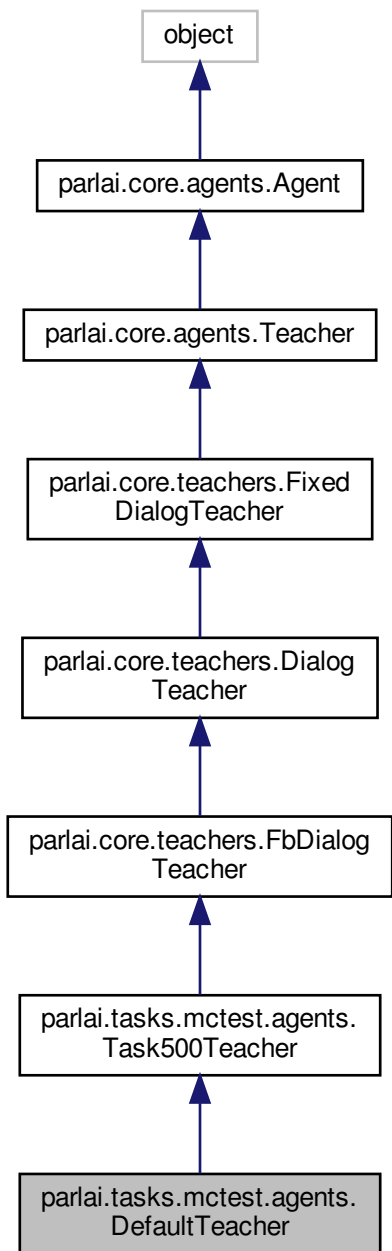 object
parlai.core.agents.Agent
parlai.core.agents.Teacher
parlai.core.teachers.Fixed
DialogTeacher
parlai.core.teachers.Dialog
Teacher
parlai.core.teachers.FbDialog
Teacher
parlai.tasks.mctest.agents.
Task500Teacher
parlai.tasks.mctest.agents.
DefaultTeacher